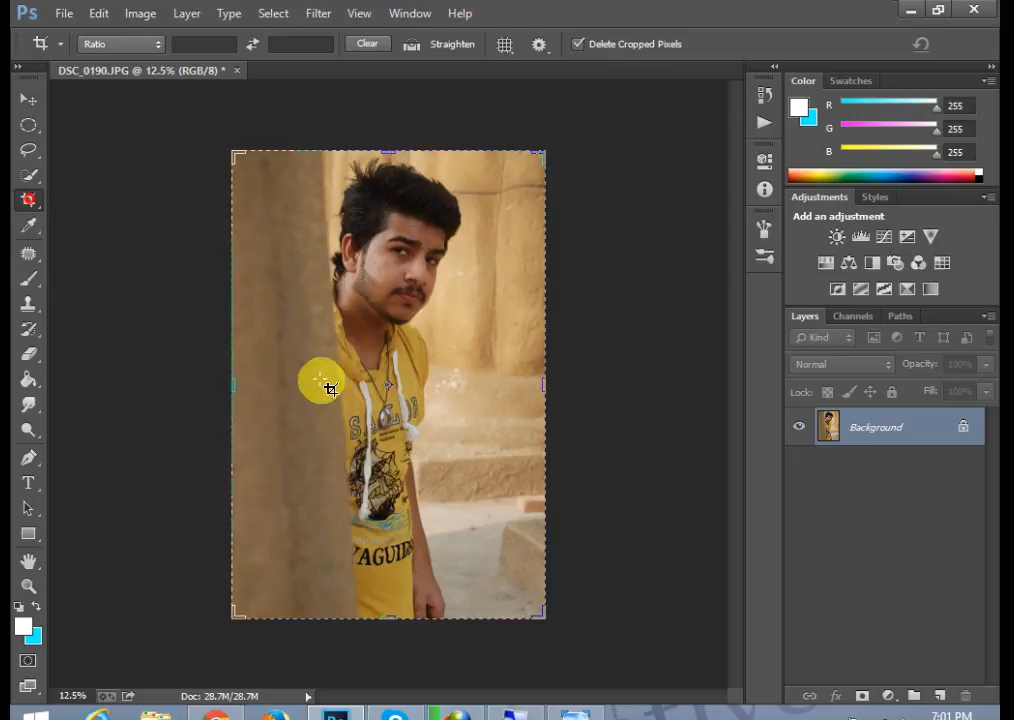 Ps File Edit Image Layer Type Select Filter View Window Help
Ratio Clear Straighten Delete Cropped Pixels
DSC_0190.JPG @ 12.5% (RGB/8) * ×
Color Swatches
R 255
G 255
B 255
Adjustments Styles
Add an adjustment
Layers Channels Paths
Kind
Normal Opacity: 100%
Lock: Fill: 100%
Background
YAGUIDE
12.5% Doc: 28.7M/28.7M
7:01 PM